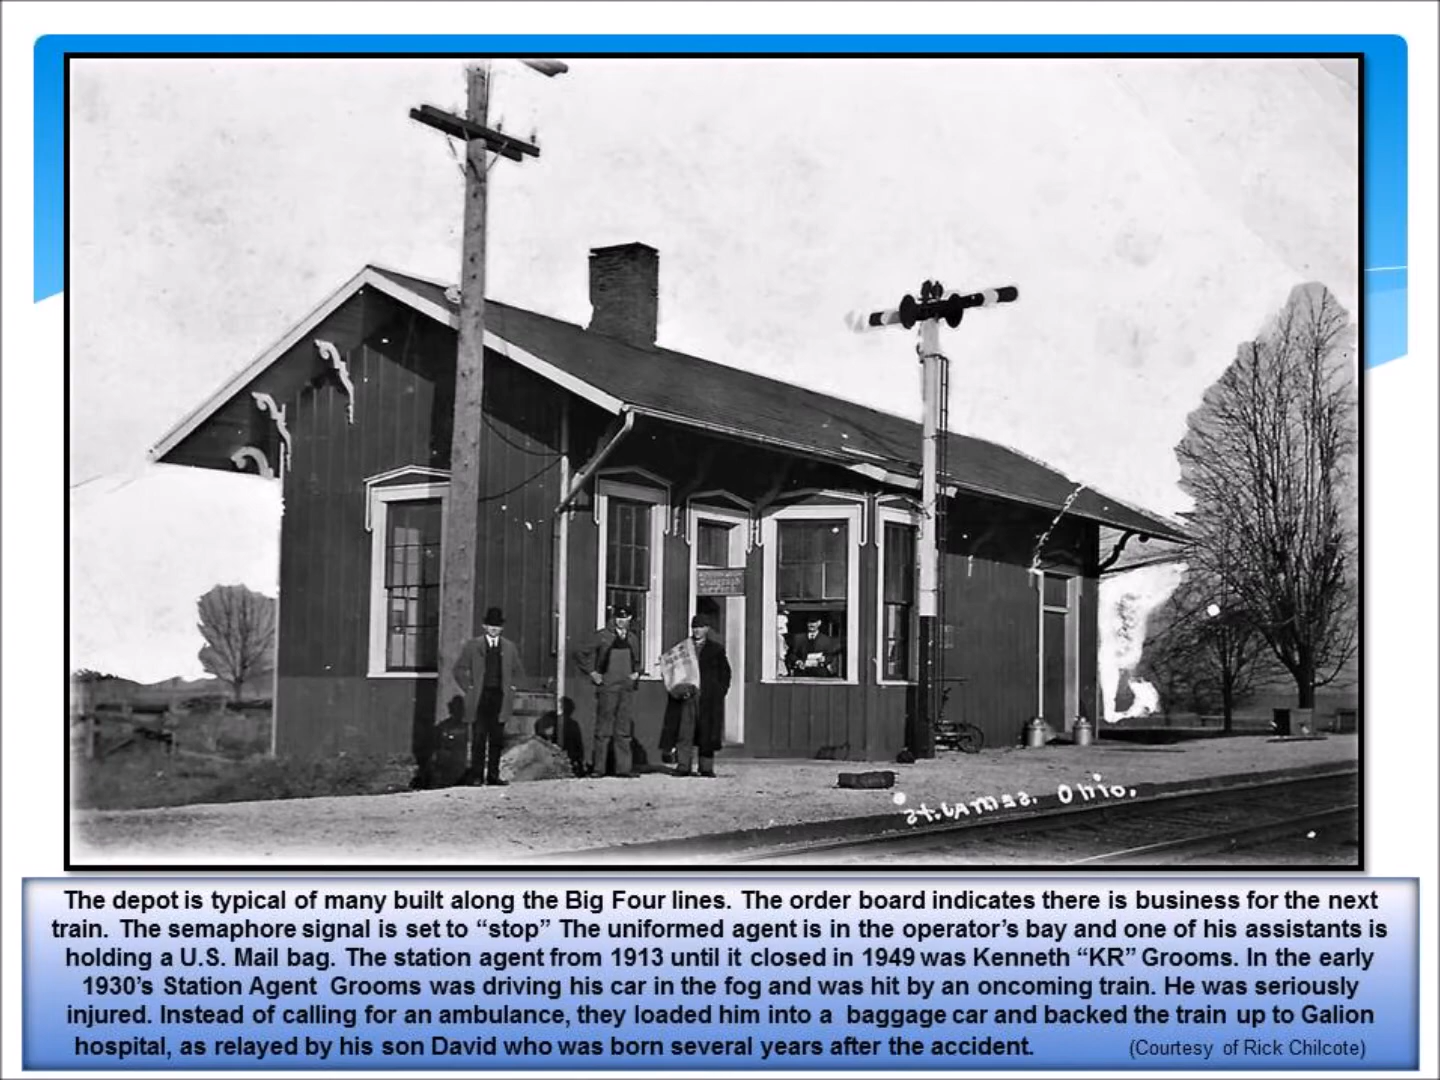 Telegraph
St. James. Ohio.
The depot is typical of many built along the Big Four lines. The order board indicates there is business for the next
train. The semaphore signal is set to “stop” The uniformed agent is in the operator’s bay and one of his assistants is
holding a U.S. Mail bag. The station agent from 1913 until it closed in 1949 was Kenneth “KR” Grooms. In the early
1930’s Station Agent Grooms was driving his car in the fog and was hit by an oncoming train. He was seriously
injured. Instead of calling for an ambulance, they loaded him into a baggage car and backed the train up to Galion
hospital, as relayed by his son David who was born several years after the accident. (Courtesy of Rick Chilcote)